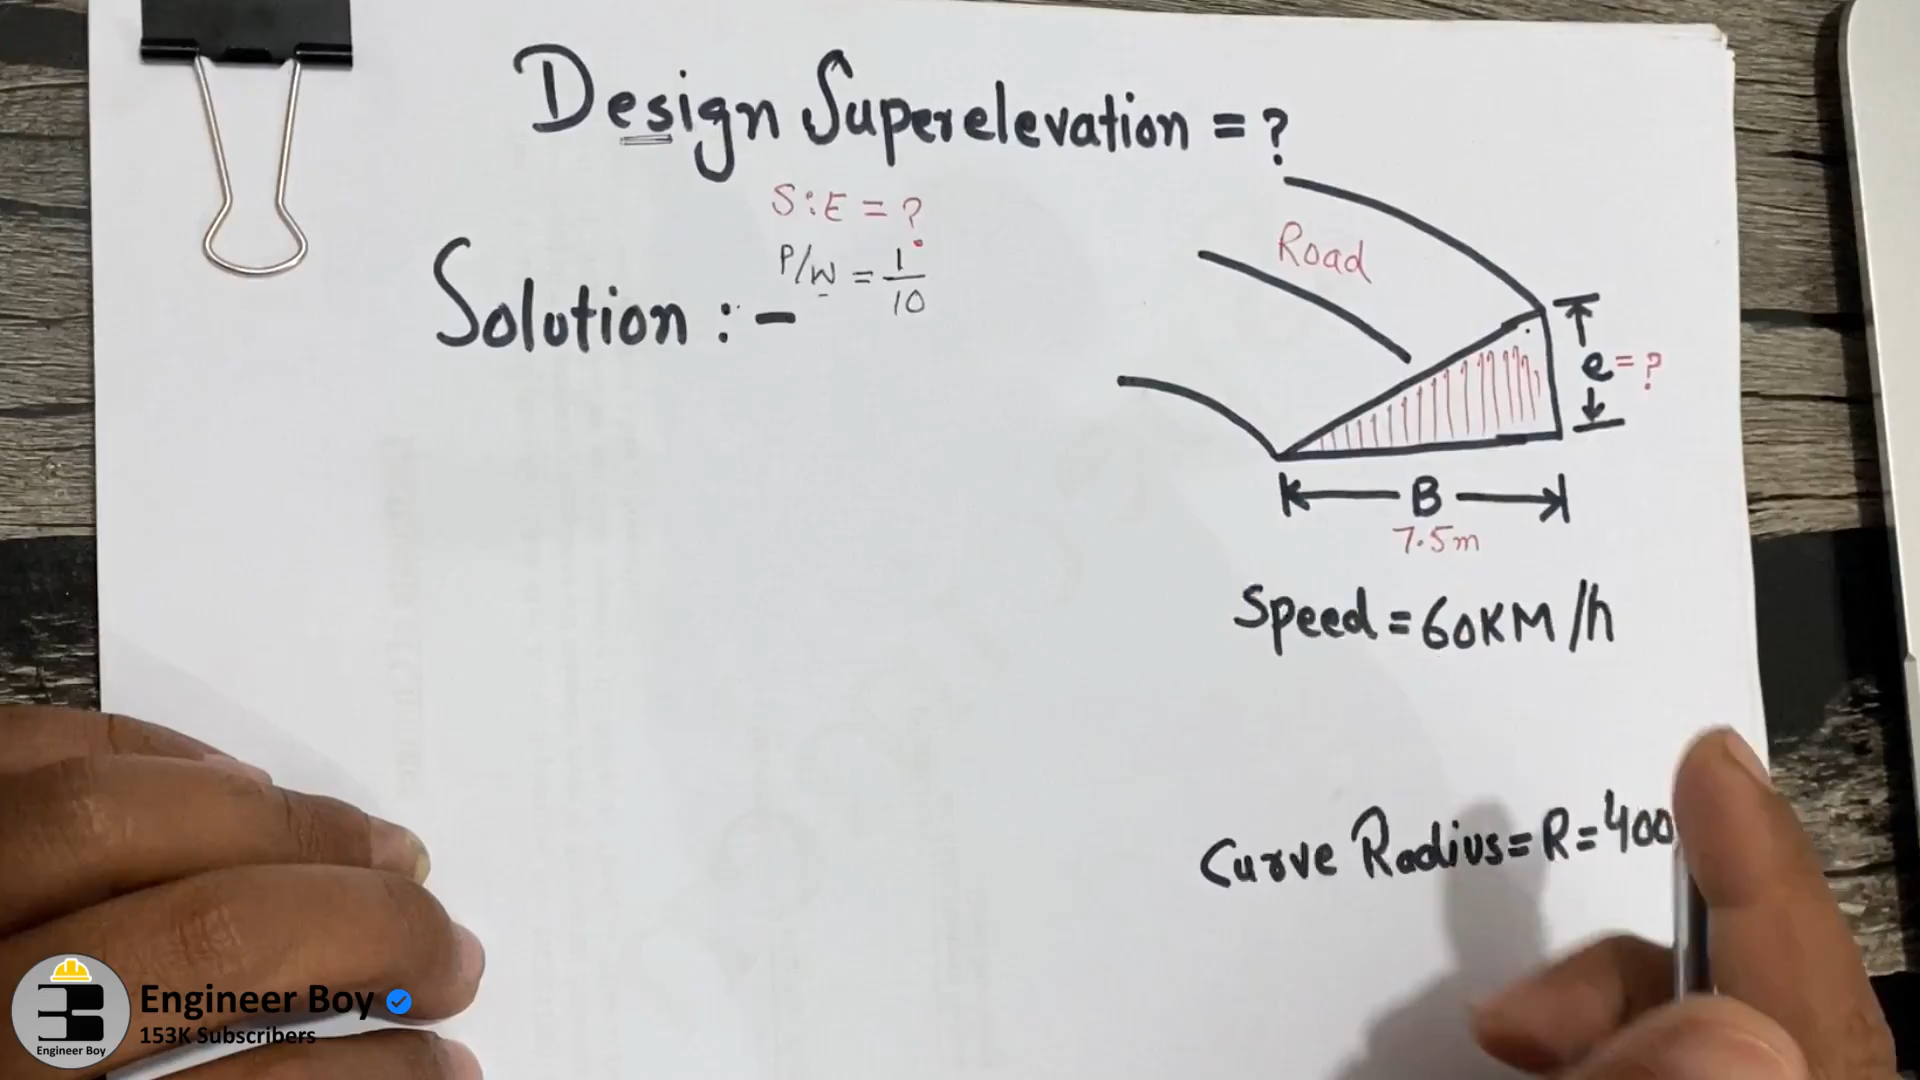 Design Superelevation = ?
S:E = ?
P/W = 1/10
Solution :-
Road
e = ?
B
7.5m
Speed = 60KM/h
Curve Radius = R = 400
Engineer Boy
153K Subscribers
Engineer Boy